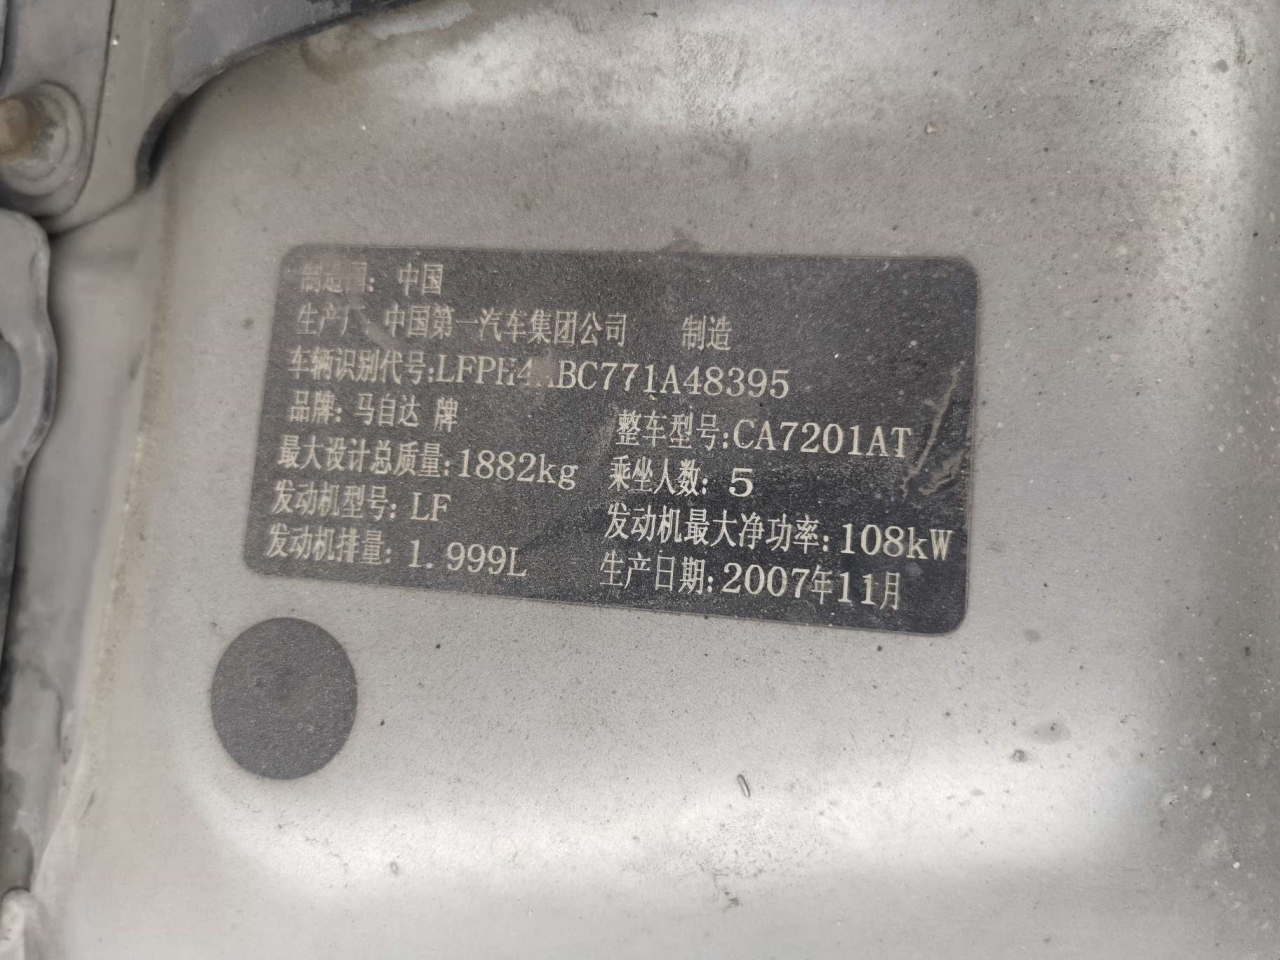 制造国：中国
生产厂 中国第一汽车集团公司 制造
车辆识别代号:LFPH4ABC771A48395
品牌：马自达 牌 整车型号:CA7201AT
最大设计总质量:1882kg 乘坐人数：5
发动机型号：LF 发动机最大净功率:108kW
发动机排量：1.999L 生产日期:2007年11月